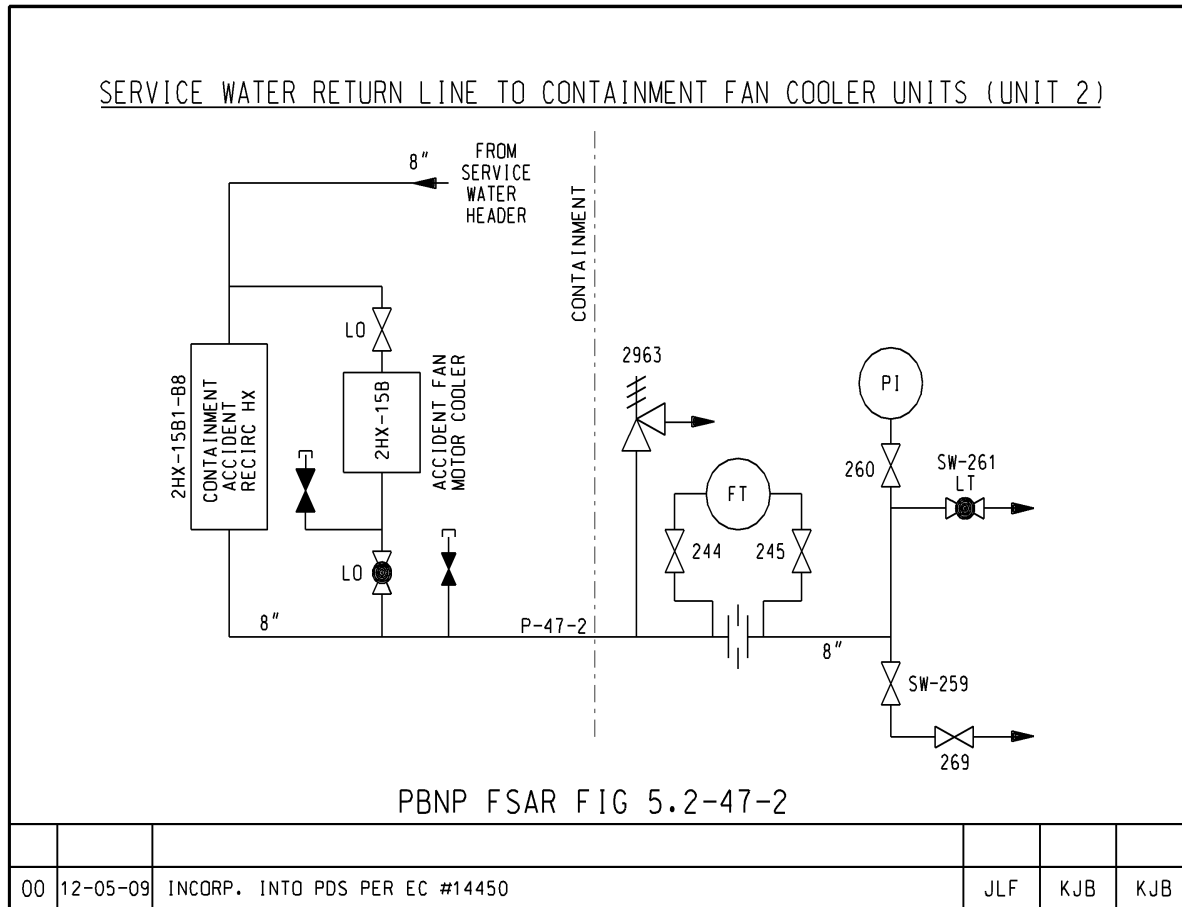 SERVICE WATER RETURN LINE TO CONTAINMENT FAN COOLER UNITS (UNIT 2)
8"
FROM
SERVICE
WATER
HEADER
CONTAINMENT
LO
2HX-15B1-B8
CONTAINMENT
ACCIDENT
RECIRC HX
2HX-15B
ACCIDENT FAN
MOTOR COOLER
2963
PI
260
SW-261
LT
FT
244
245
LO
8"
P-47-2
8"
SW-259
269
PBNP FSAR FIG 5.2-47-2
00 12-05-09 INCORP. INTO PDS PER EC #14450 JLF KJB KJB